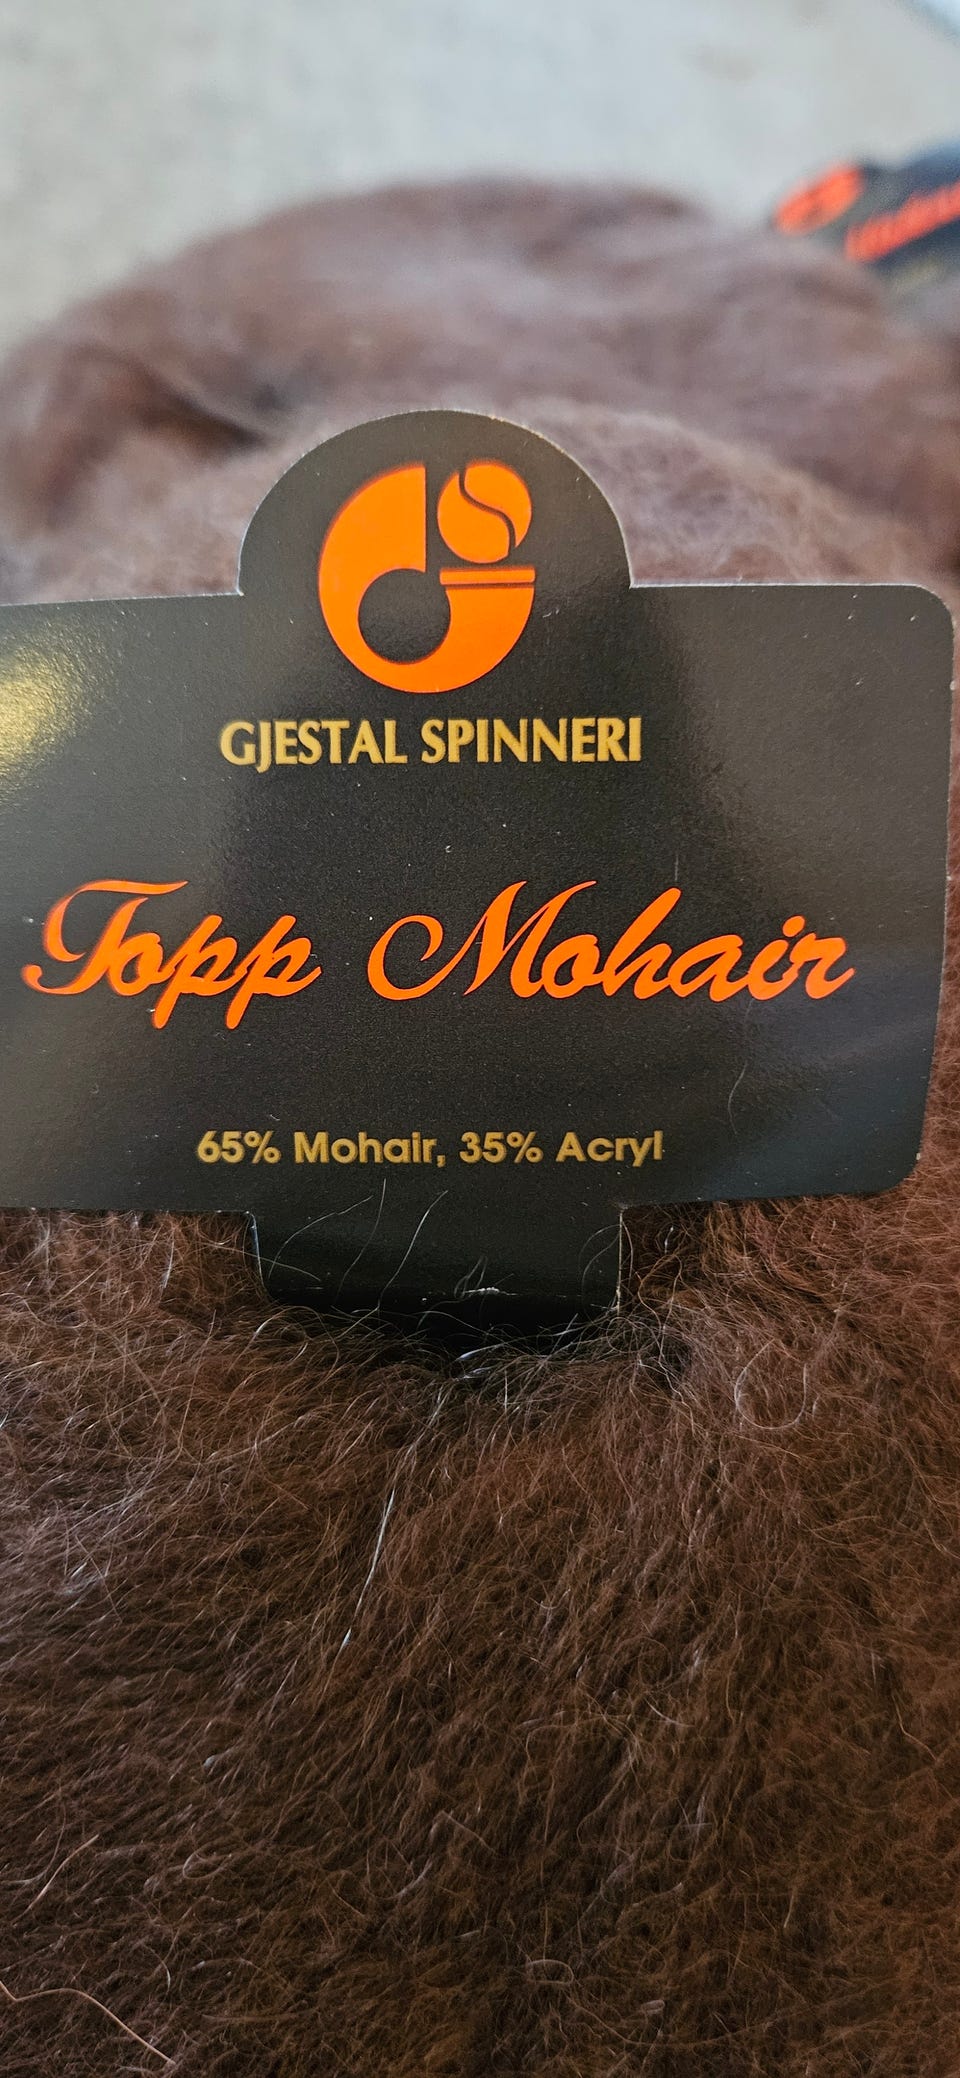 GJESTAL SPINNERI
Topp Mohair
65% Mohair, 35% Acryl